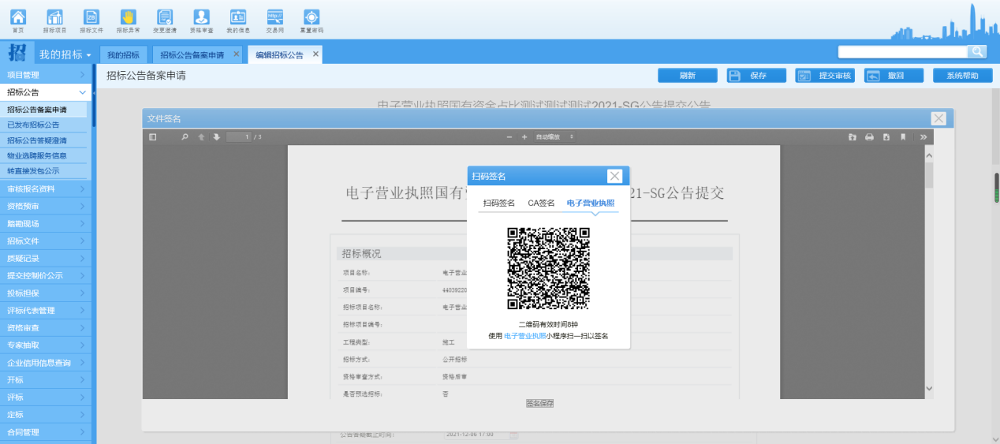 首页 招标项目 招标文件 招标异常 变更澄清 资格审查 我的信息 交易网 重置密码
招 我的招标 我的招标 招标公告备案申请 编辑招标公告
项目管理
招标公告
招标公告备案申请
已发布招标公告
招标公告答疑澄清
物业选聘服务信息
转直接发包公示
审核报名资料
资格预审
踏勘现场
招标文件
质疑记录
提交控制价公示
投标担保
评标代表管理
资格审查
专家抽取
企业信用信息查询
开标
评标
定标
合同管理
招标公告备案申请 刷新 保存 提交审核 撤回 系统帮助
电子营业执照国有资金占比测试测试测试2021-SG公告提交公告
文件签名
1 / 3 自动缩放
电子营业执照国有 21-SG公告提交
招标概况
项目名称: 电子营业
项目编号: 44039220
招标项目名称: 电子营业
招标项目编号:
工程类型: 施工
招标方式: 公开招标
资格审查方式: 资格后审
是否预选招标: 否
扫码签名
扫码签名 CA签名 电子营业执照
二维码有效时间8钟
使用 电子营业执照小程序扫一扫以签名
签名保存
公告答疑截止时间: 2021-12-06 17:00